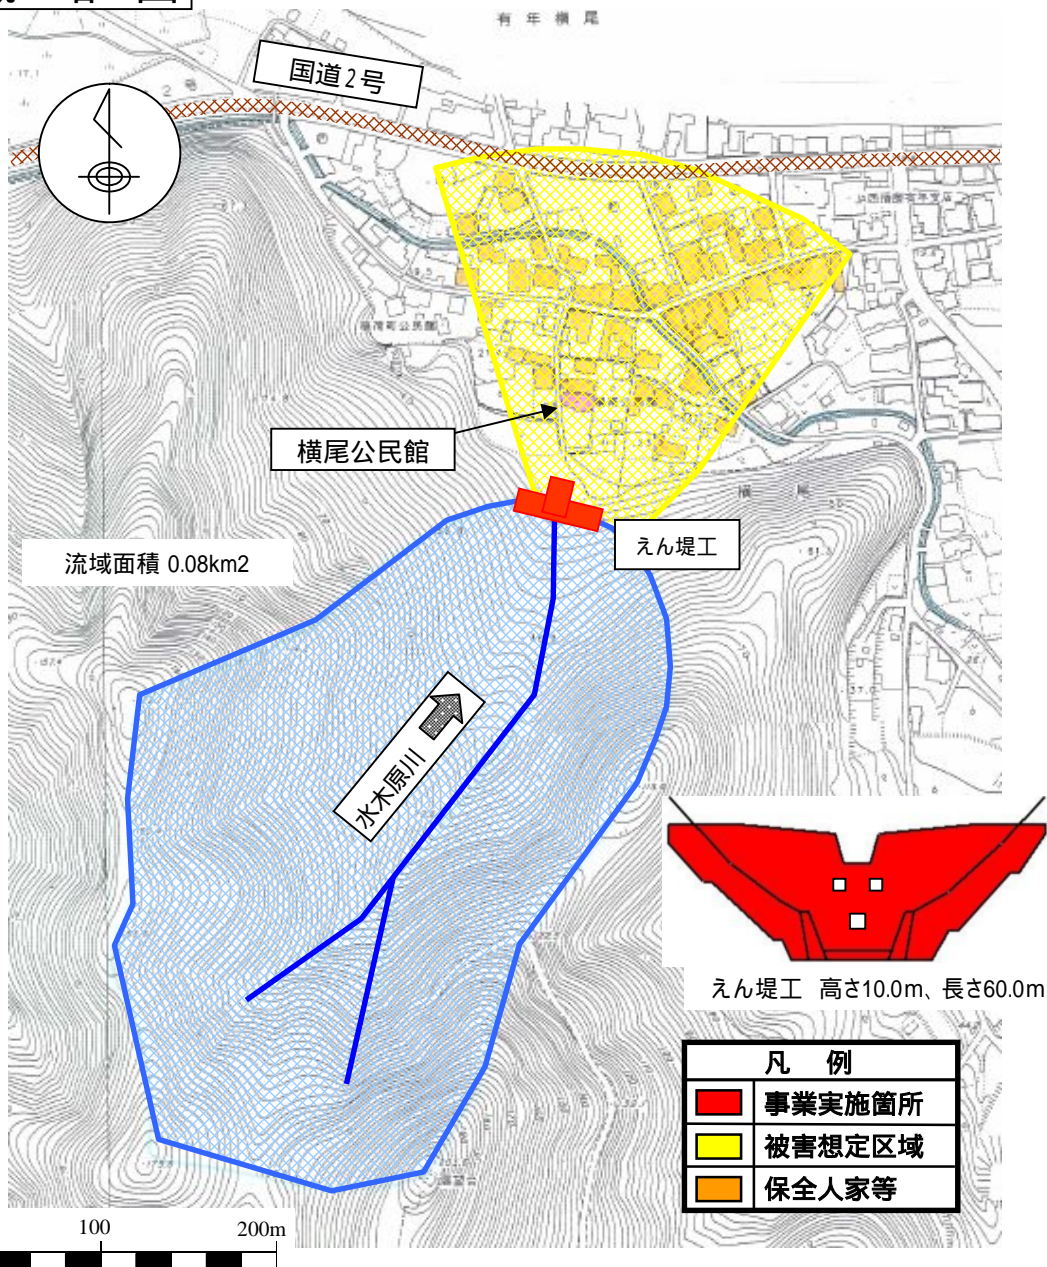 有年横尾
国道2号
横尾公民館
えん堤工
流域面積 0.08km2
水木原川
横尾
えん堤工 高さ10.0m、長さ60.0m
凡 例
事業実施箇所
被害想定区域
保全人家等
100
200m